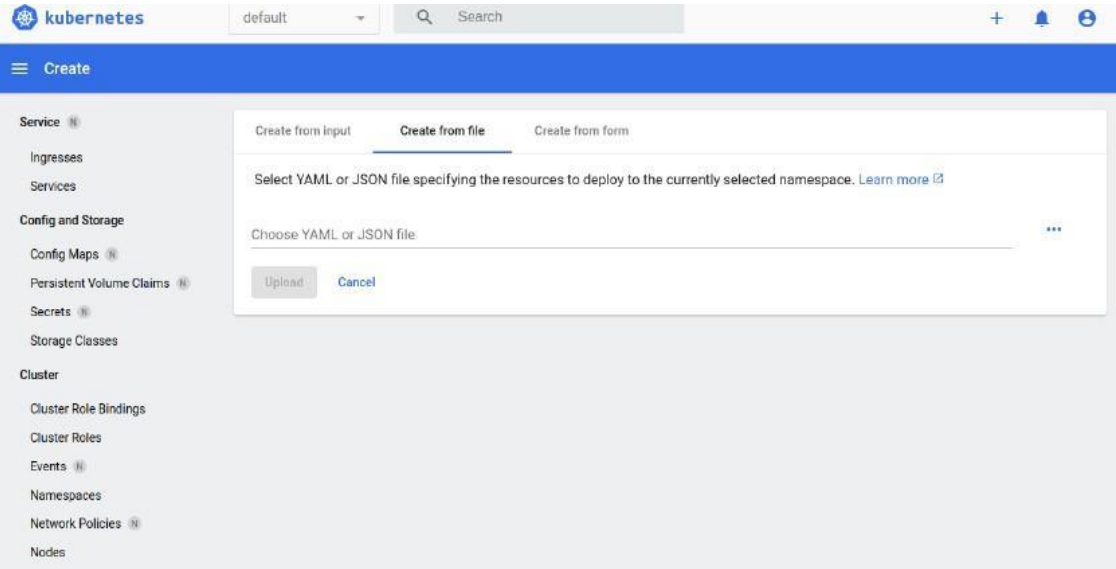 kubernetes
default
Search
Create
Service N
Ingresses
Services
Config and Storage
Config Maps N
Persistent Volume Claims N
Secrets N
Storage Classes
Cluster
Cluster Role Bindings
Cluster Roles
Events N
Namespaces
Network Policies N
Nodes
Create from input Create from file Create from form
Select YAML or JSON file specifying the resources to deploy to the currently selected namespace. Learn more
Choose YAML or JSON file
Upload Cancel